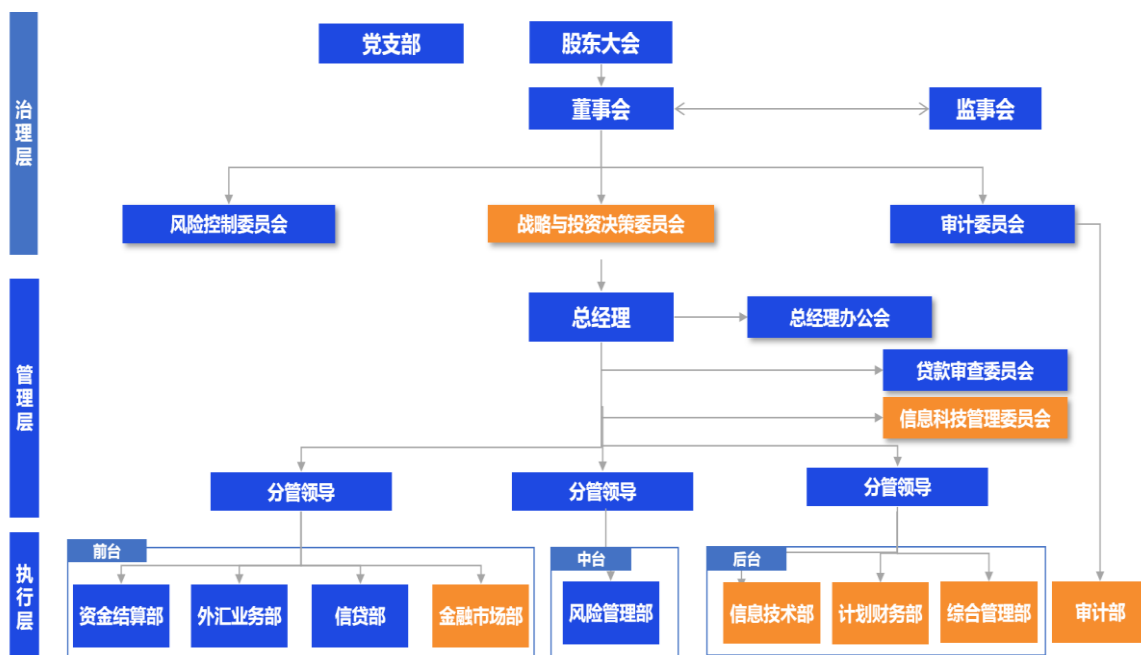 治理层
党支部
股东大会
董事会
监事会
风险控制委员会
战略与投资决策委员会
审计委员会
管理层
总经理
总经理办公会
贷款审查委员会
信息科技管理委员会
分管领导
分管领导
分管领导
执行层
前台
中台
后台
资金结算部
外汇业务部
信贷部
金融市场部
风险管理部
信息技术部
计划财务部
综合管理部
审计部